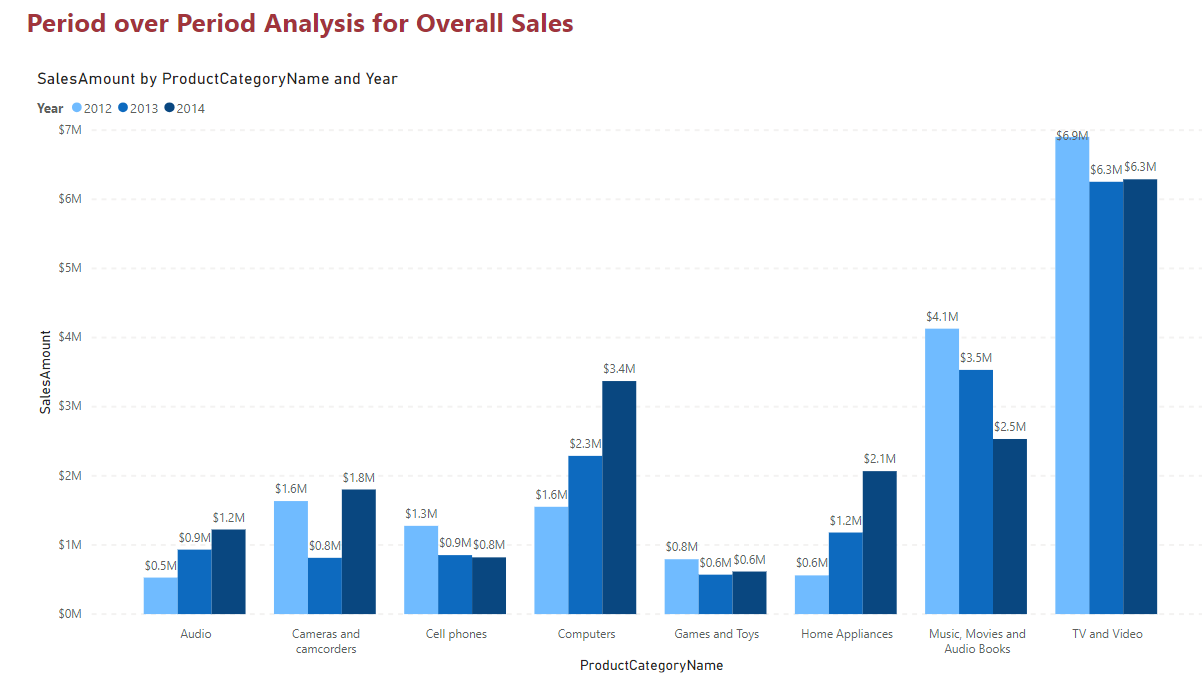 Period over Period Analysis for Overall Sales
SalesAmount by ProductCategoryName and Year
Year 2012 2013 2014
$7M
$6M
$5M
$4M
$3M
$2M
$1M
$0M
SalesAmount
$0.5M $0.9M $1.2M
$1.6M $0.8M $1.8M
$1.3M $0.9M $0.8M
$1.6M $2.3M $3.4M
$0.8M $0.6M $0.6M
$0.6M $1.2M $2.1M
$4.1M $3.5M $2.5M
$6.9M $6.3M $6.3M
Audio
Cameras and
camcorders
Cell phones
Computers
Games and Toys
Home Appliances
Music, Movies and
Audio Books
TV and Video
ProductCategoryName